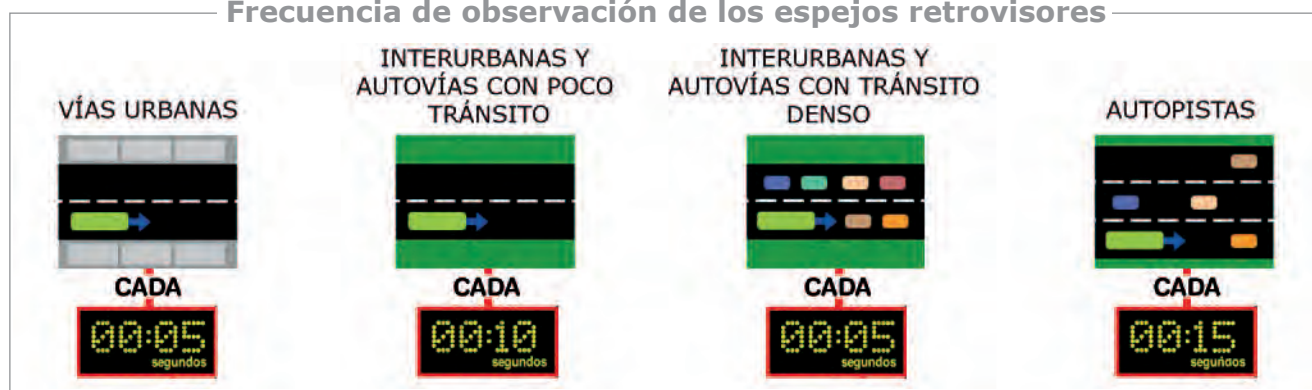 Frecuencia de observación de los espejos retrovisores
VÍAS URBANAS
CADA
00:05
segundos
INTERURBANAS Y
AUTOVÍAS CON POCO
TRÁNSITO
CADA
00:10
segundos
INTERURBANAS Y
AUTOVÍAS CON TRÁNSITO
DENSO
CADA
00:05
segundos
AUTOPISTAS
CADA
00:15
segundos